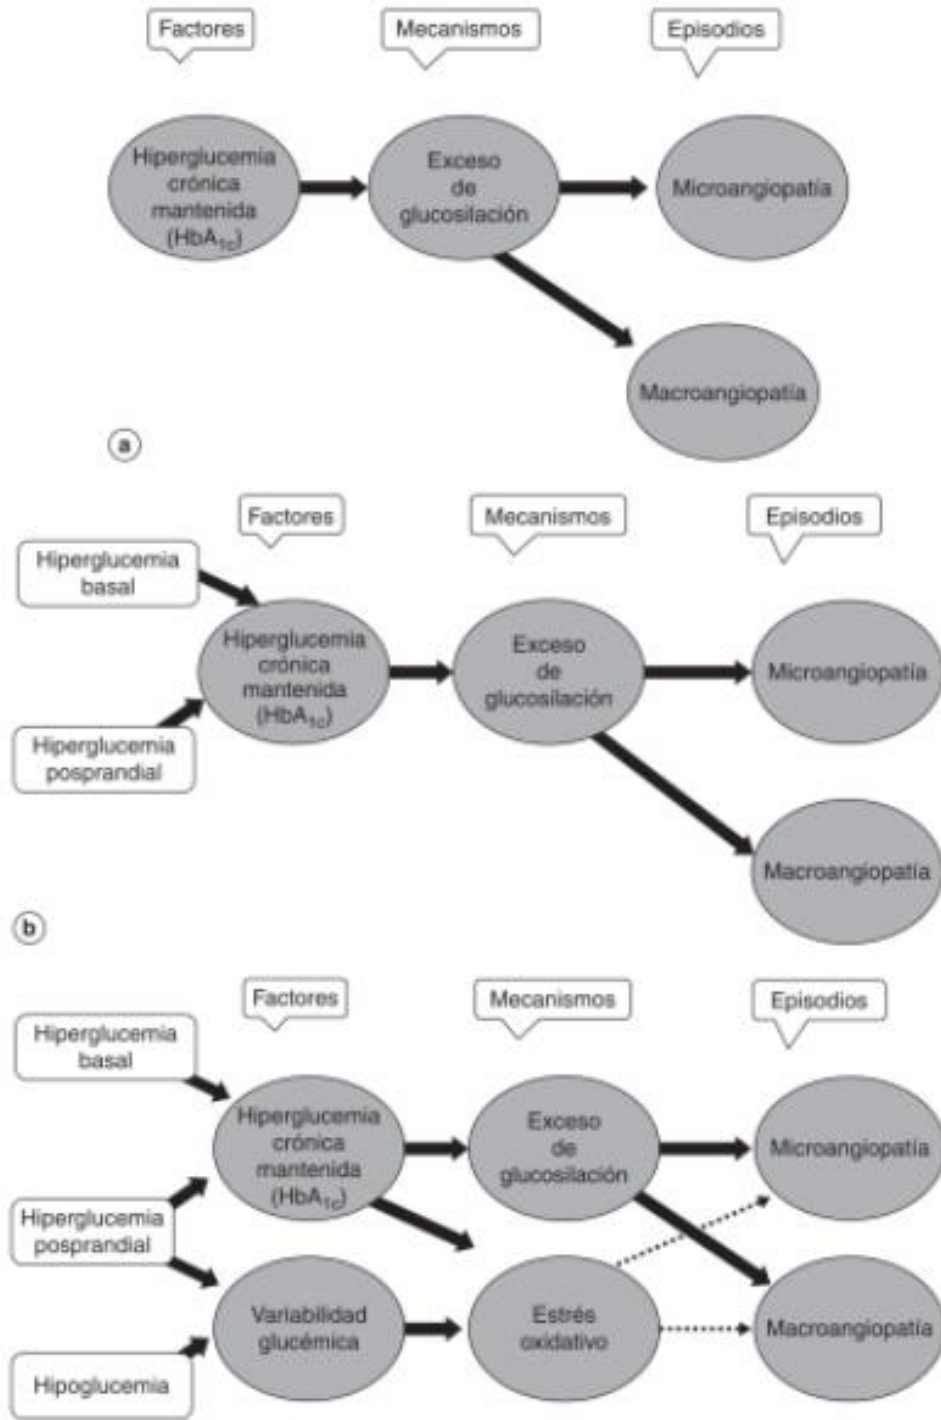 Factores
Mecanismos
Episodios
Hiperglucemia
crónica
mantenida
(HbA1c)
Exceso
de
glucosilación
Microangiopatía
Macroangiopatía
a
Factores
Mecanismos
Episodios
Hiperglucemia
basal
Hiperglucemia
crónica
mantenida
(HbA1c)
Exceso
de
glucosilación
Microangiopatía
Hiperglucemia
posprandial
Macroangiopatía
b
Factores
Mecanismos
Episodios
Hiperglucemia
basal
Hiperglucemia
crónica
mantenida
(HbA1c)
Exceso
de
glucosilación
Microangiopatía
Hiperglucemia
posprandial
Variabilidad
glucémica
Estrés
oxidativo
Macroangiopatía
Hipoglucemia